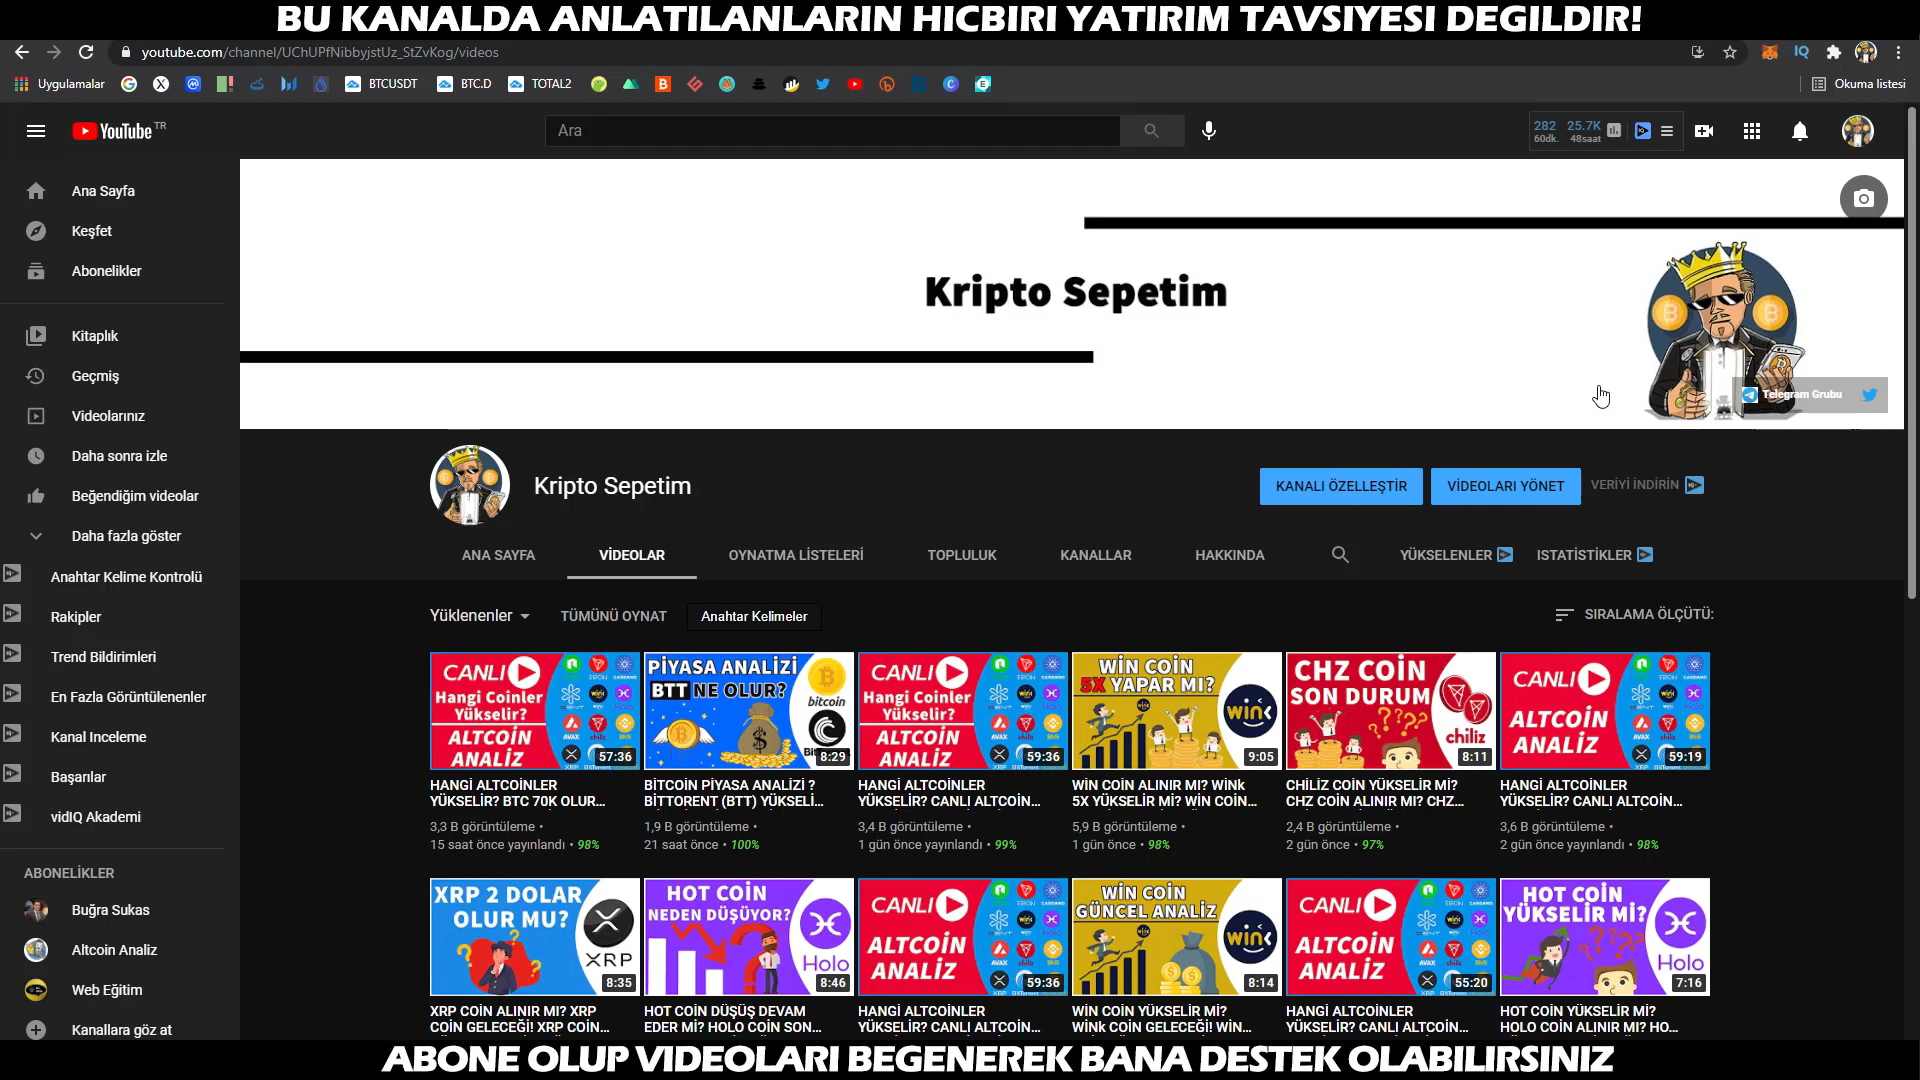 BU KANALDA ANLATILANLARIN HICBIRI YATIRIM TAVSIYESI DEGILDIR!
youtube.com/channel/UChUPfNibbyjstUz_StZvKog/videos
Uygulamalar
BTCUSDT
BTC.D
TOTAL2
Okuma listesi
YouTube TR
Ara
282 25.7K
60dk. 48saat
Ana Sayfa
Keşfet
Abonelikler
Kitaplık
Geçmiş
Videolarınız
Daha sonra izle
Beğendiğim videolar
Daha fazla göster
Anahtar Kelime Kontrolü
Rakipler
Trend Bildirimleri
En Fazla Görüntülenenler
Kanal Inceleme
Başarılar
vidIQ Akademi
ABONELİKLER
Buğra Sukas
Altcoin Analiz
Web Eğitim
Kanallara göz at
Kripto Sepetim
Telegram Grubu
Kripto Sepetim
KANALI ÖZELLEŞTİR
VİDEOLARI YÖNET
VERİYİ İNDİRİN
ANA SAYFA
VİDEOLAR
OYNATMA LİSTELERİ
TOPLULUK
KANALLAR
HAKKINDA
YÜKSELENLER
ISTATİSTİKLER
Yüklenenler
TÜMÜNÜ OYNAT
Anahtar Kelimeler
SIRALAMA ÖLÇÜTÜ:
CANLI
Hangi Coinler
Yükselir?
ALTCOİN
ANALİZ
57:36
HANGİ ALTCOİNLER
YÜKSELİR? BTC 70K OLUR...
3,3 B görüntüleme •
15 saat önce yayınlandı • 98%
PİYASA ANALİZİ
BTT NE OLUR?
bitcoin
8:29
BİTCOİN PİYASA ANALİZİ ?
BİTTORENT (BTT) YÜKSELİ...
1,9 B görüntüleme •
21 saat önce • 100%
CANLI
Hangi Coinler
Yükselir?
ALTCOİN
ANALİZ
59:36
HANGİ ALTCOİNLER
YÜKSELİR? CANLI ALTCOİN...
3,4 B görüntüleme •
1 gün önce yayınlandı • 99%
WİN COİN
5X YAPAR MI?
wink
9:05
WİN COİN ALINIR MI? WINk
5X YÜKSELİR Mİ? WİN COİN...
5,9 B görüntüleme •
1 gün önce • 98%
CHZ COİN
SON DURUM
chiliz
8:11
CHİLİZ COİN YÜKSELİR Mİ?
CHZ COİN ALINIR MI? CHZ...
2,4 B görüntüleme •
2 gün önce • 97%
CANLI
ALTCOİN
ANALİZ
59:19
HANGİ ALTCOİNLER
YÜKSELİR? CANLI ALTCOİN...
3,6 B görüntüleme •
2 gün önce yayınlandı • 98%
XRP 2 DOLAR
OLUR MU?
XRP
8:35
XRP COİN ALINIR MI? XRP
COİN GELECEĞİ! XRP COİN...
HOT COİN
NEDEN DÜŞÜYOR?
Holo
8:46
HOT COİN DÜŞÜŞ DEVAM
EDER Mİ? HOLO COİN SON...
CANLI
ALTCOİN
ANALİZ
59:36
HANGİ ALTCOİNLER
YÜKSELİR? CANLI ALTCOİN...
WİN COİN
GÜNCEL ANALİZ
wink
8:14
WİN COİN YÜKSELİR Mİ?
WINk COİN GELECEĞİ! WİN...
CANLI
ALTCOİN
ANALİZ
55:20
HANGİ ALTCOİNLER
YÜKSELİR? CANLI ALTCOİN...
HOT COİN
YÜKSELİR Mİ?
Holo
7:16
HOT COİN YÜKSELİR Mİ?
HOLO COİN ALINIR MI? HO...
ABONE OLUP VIDEOLARI BEGENEREK BANA DESTEK OLABILIRSINIZ